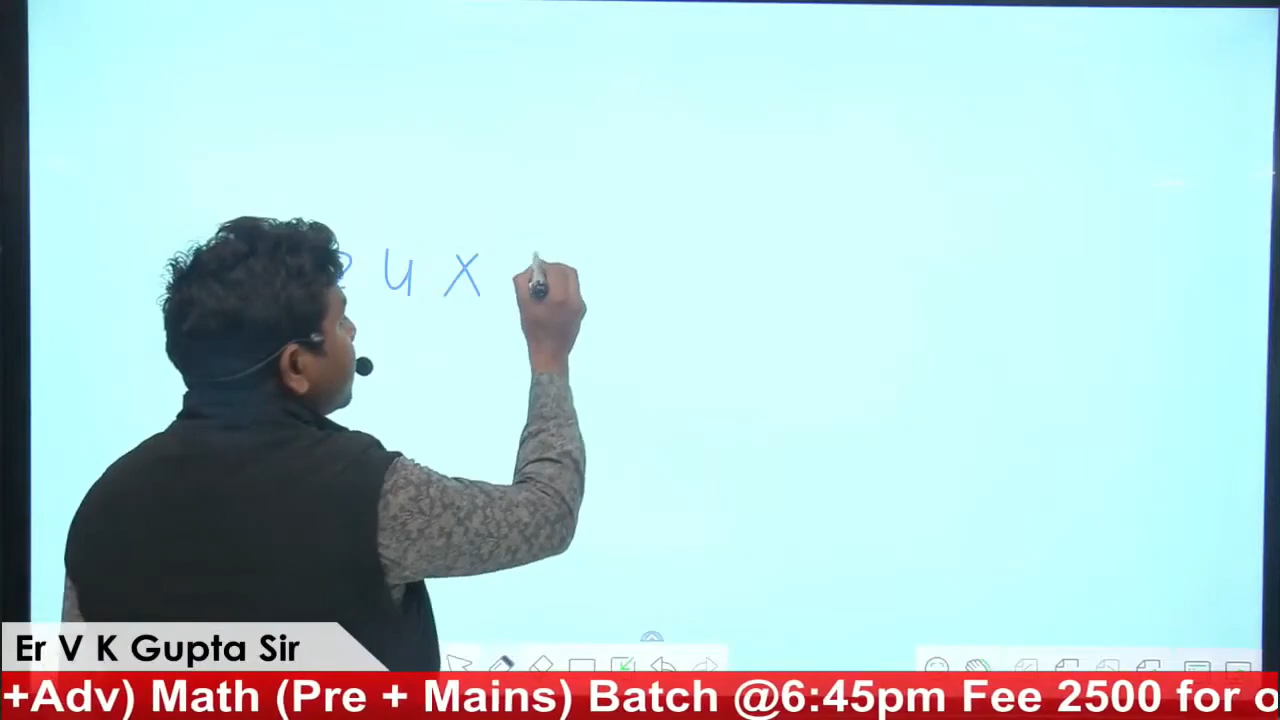 U X
Er V K Gupta Sir
+Adv) Math (Pre + Mains) Batch @6:45pm Fee 2500 for